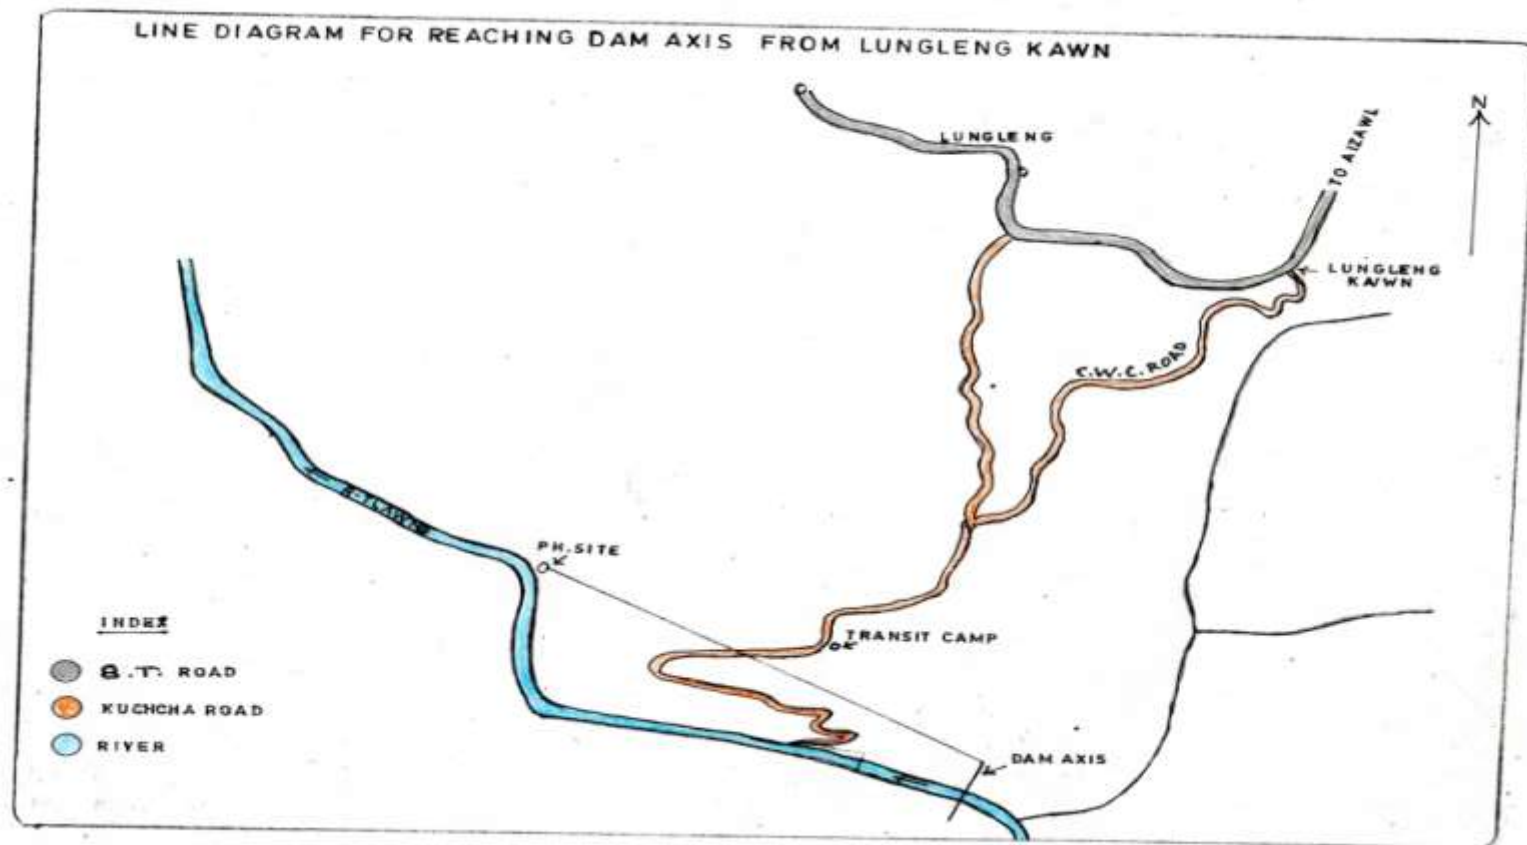 LINE DIAGRAM FOR REACHING DAM AXIS FROM LUNGLENG KAWN
N
TO AIZAWL
LUNGLENG
LUNGLENG
KAWN
C.W.C. ROAD
R-TLAWNG
PH. SITE
TRANSIT CAMP
DAM AXIS
INDEX
B.T. ROAD
KUCHCHA ROAD
RIVER